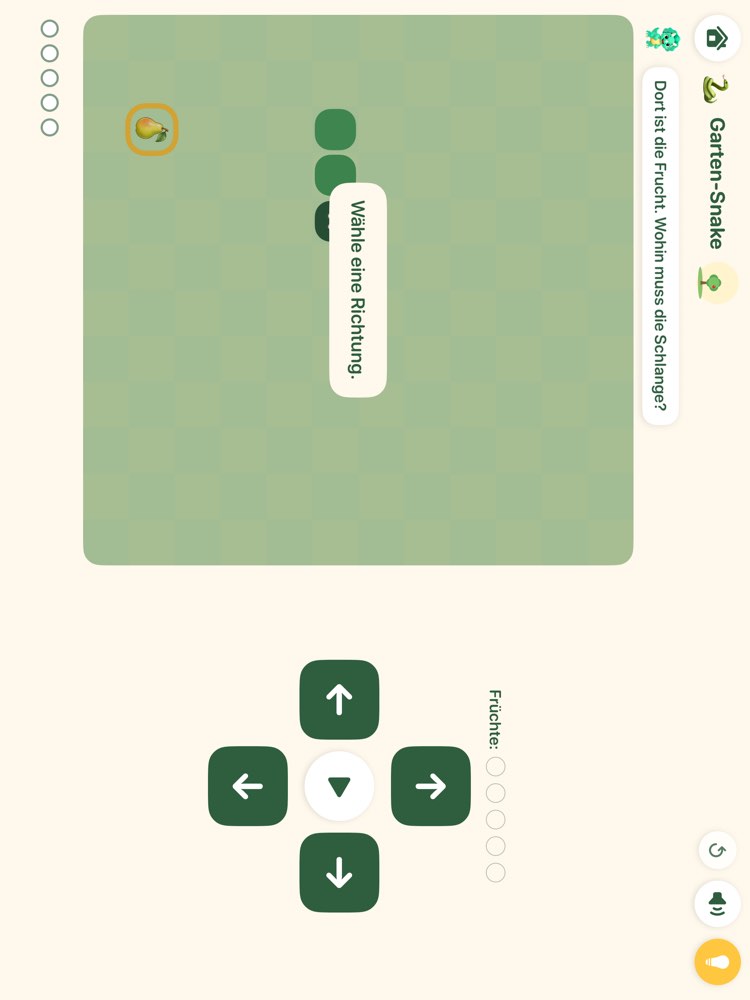 Garten-Snake
Dort ist die Frucht. Wohin muss die Schlange?
Wähle eine Richtung.
Früchte: